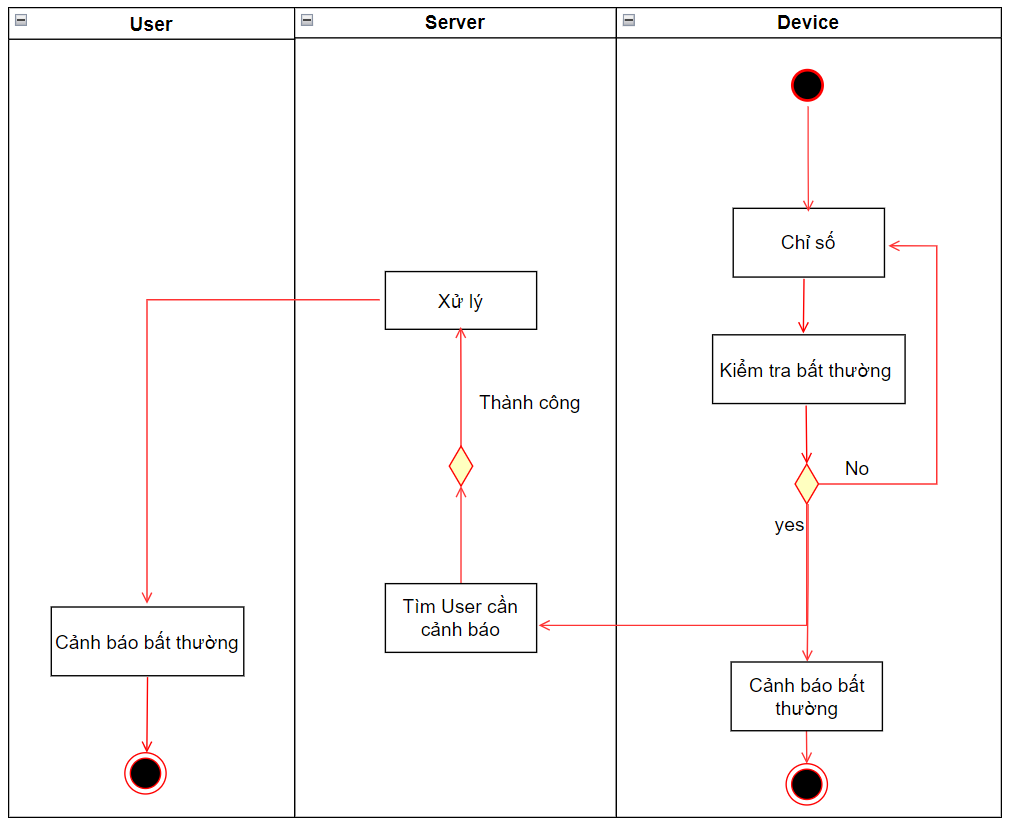 User
Server
Device
Chỉ số
Xử lý
Kiểm tra bất thường
Thành công
No
yes
Tìm User cần
cảnh báo
Cảnh báo bất thường
Cảnh báo bất
thường